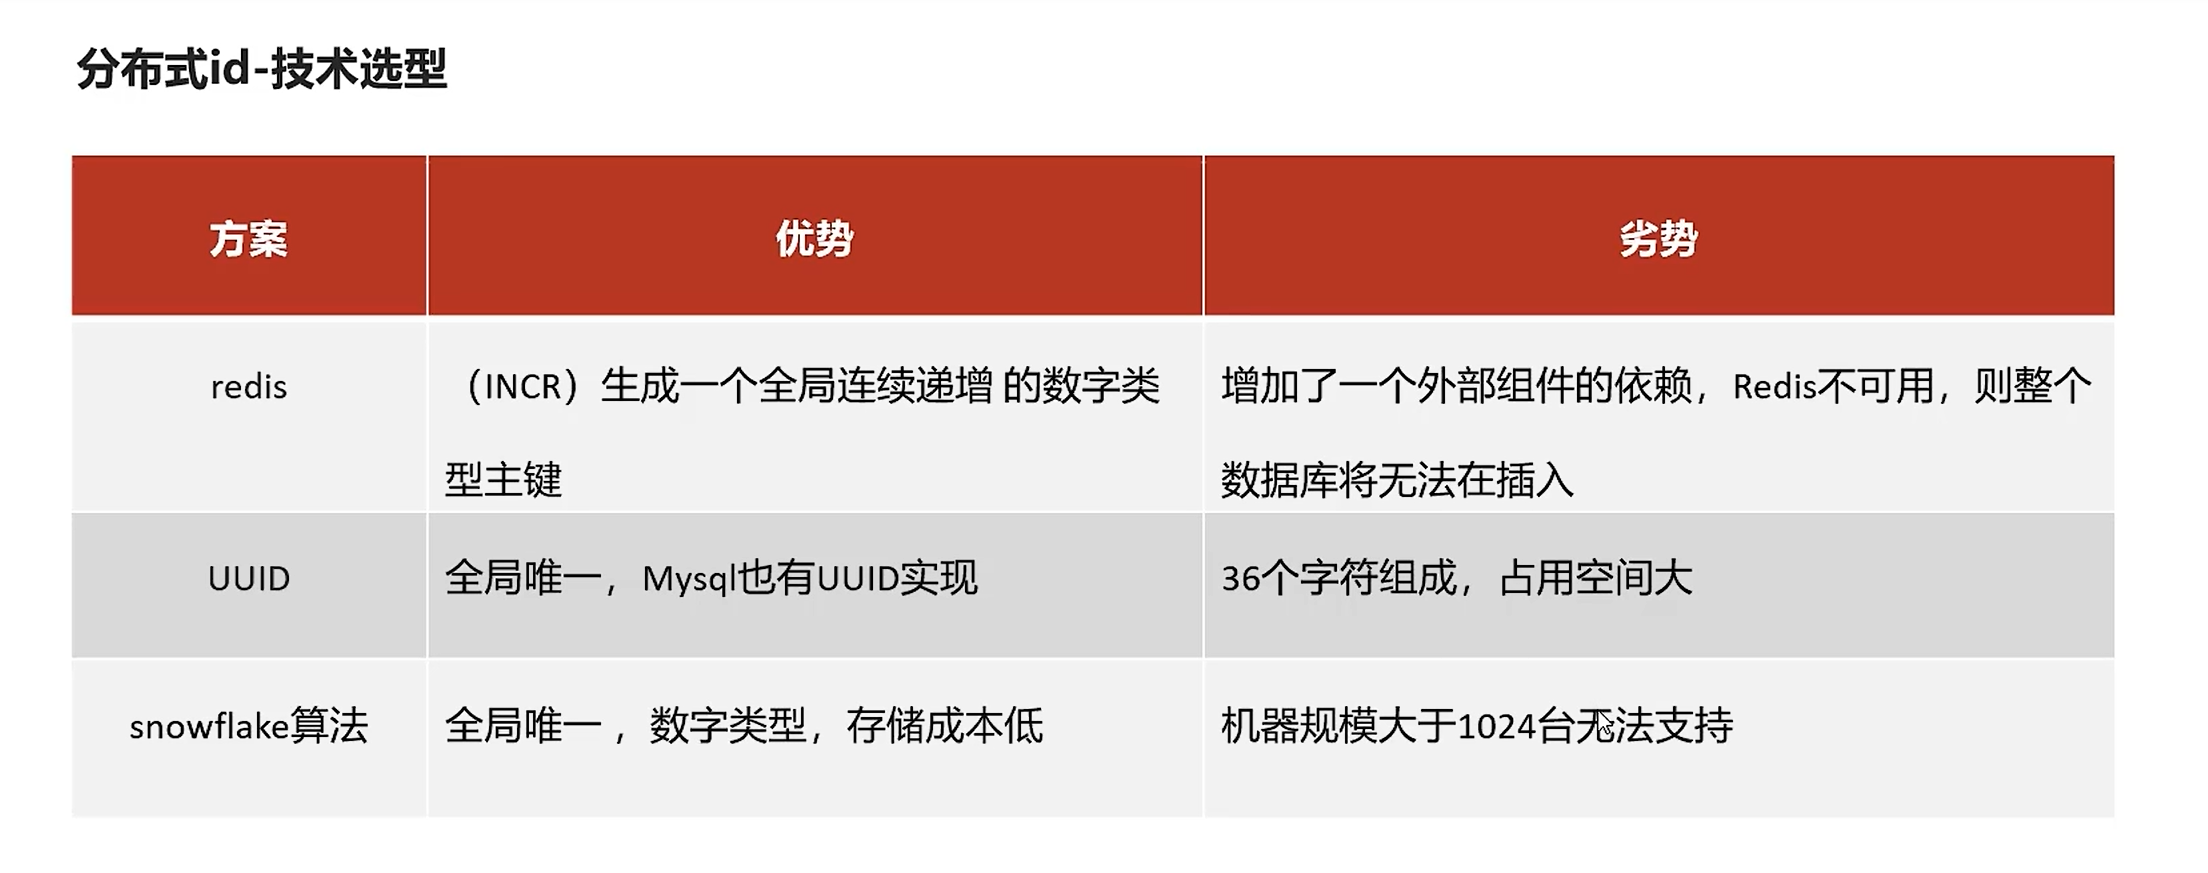 分布式id-技术选型
方案 优势 劣势
redis （INCR）生成一个全局连续递增 的数字类 增加了一个外部组件的依赖，Redis不可用，则整个
型主键 数据库将无法在插入
UUID 全局唯一，Mysql也有UUID实现 36个字符组成，占用空间大
snowflake算法 全局唯一 ，数字类型，存储成本低 机器规模大于1024台无法支持